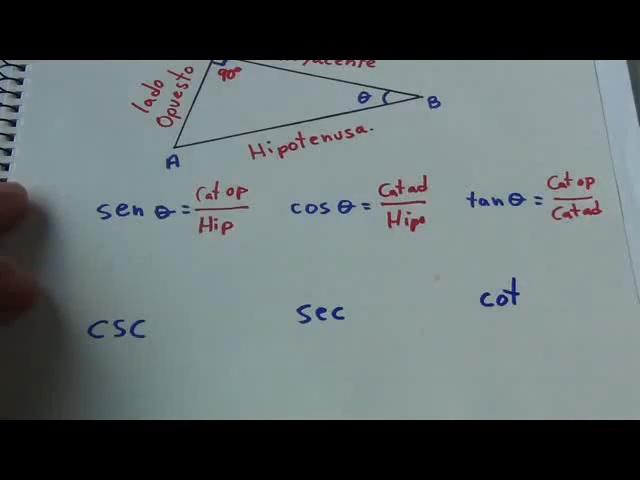 90°
lado
Opuesto
θ
B
A
Hipotenusa.
sen θ = Cat op / Hip
cos θ = Cat ad / Hip
tan θ = Cat op / Cat ad
csc
sec
cot